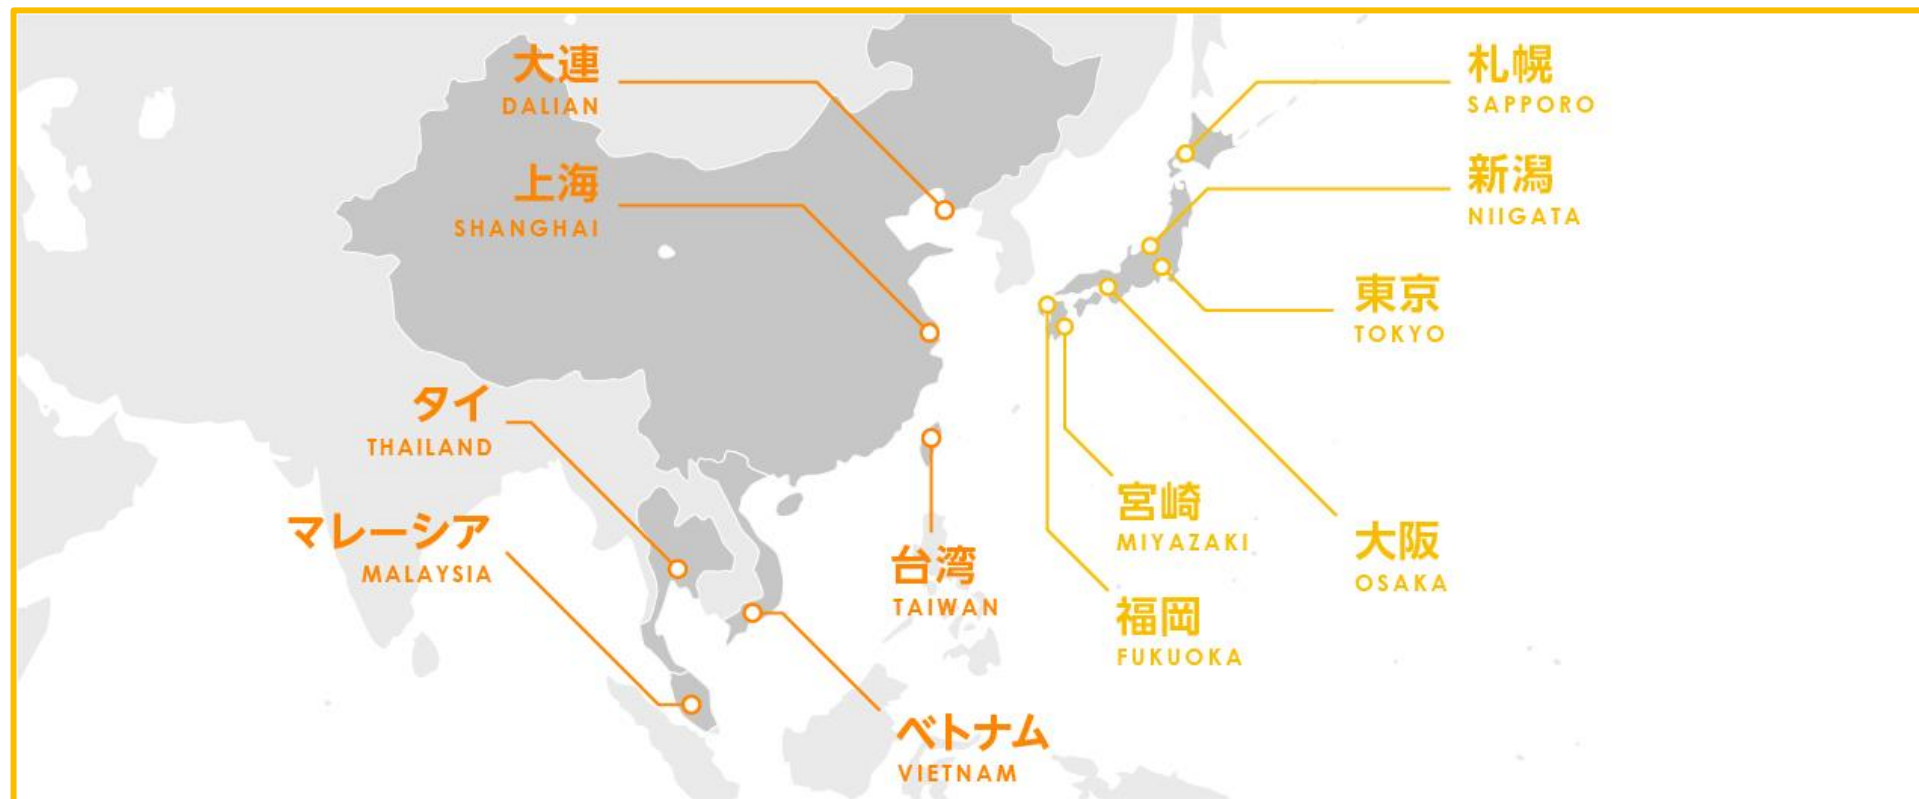 大連
DALIAN
上海
SHANGHAI
タイ
THAILAND
マレーシア
MALAYSIA
台湾
TAIWAN
ベトナム
VIETNAM
札幌
SAPPORO
新潟
NIIGATA
東京
TOKYO
宮崎
MIYAZAKI
大阪
OSAKA
福岡
FUKUOKA